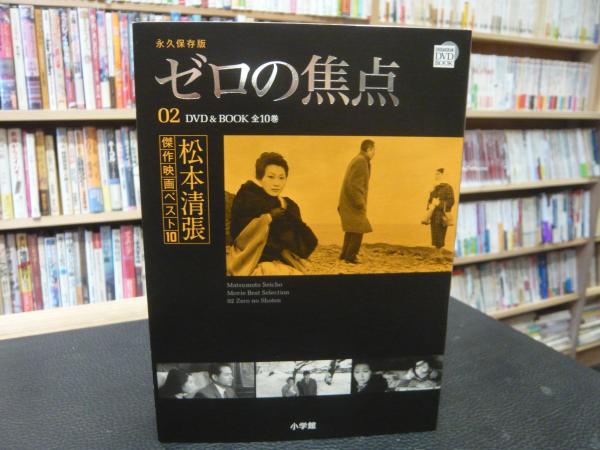 永久保存版
ゼロの焦点
DVD
BOOK
02 DVD & BOOK 全10巻
松本清張
傑作映画ベスト10
Matsumoto Seicho
Movie Best Selection
02 Zero no Shoten
小学館